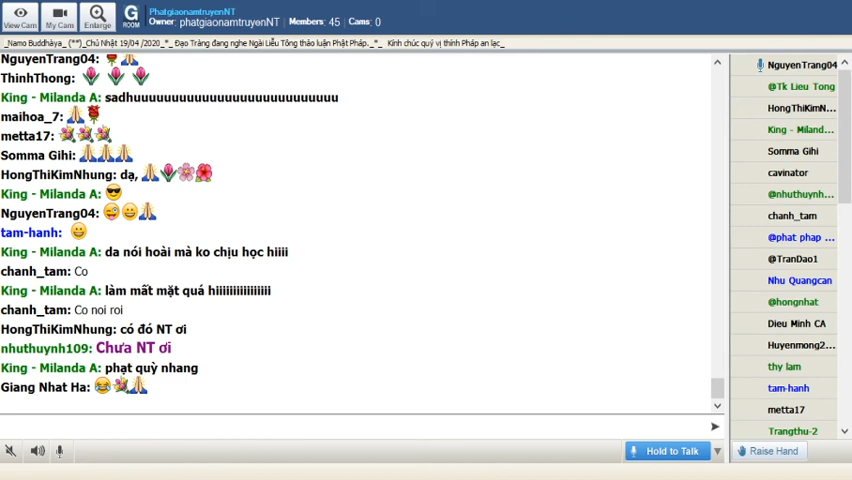 View Cam
My Cam
Enlarge
G
ROOM
PhatgiaonamtruyenNT
Owner: phatgiaonamtruyenNT Members: 45 Cams: 0
_Namo Buddhàya_ (**)_Chủ Nhật 19/04 /2020_*_ Đạo Tràng đang nghe Ngài Liễu Tông thảo luận Phật Pháp._*_ Kính chúc quý vị thính Pháp an lạc_
NguyenTrang04:
ThinhThong:
King - Milanda A: sadhuuuuuuuuuuuuuuuuuuuuuuuuuuu
maihoa_7:
metta17:
Somma Gihi:
HongThiKimNhung: dạ,
King - Milanda A:
NguyenTrang04:
tam-hanh:
King - Milanda A: da nói hoài mà ko chịu học hiiii
chanh_tam: Co
King - Milanda A: làm mất mặt quá hiiiiiiiiiiiiiii
chanh_tam: Co noi roi
HongThiKimNhung: có đó NT ơi
nhuthuynh109: Chưa NT ơi
King - Milanda A: phạt quỳ nhang
Giang Nhat Ha:
NguyenTrang04
@Tk Lieu Tong
HongThiKimN...
King - Miland...
Somma Gihi
cavinator
@nhuthuynh...
chanh_tam
@phat phap ...
@TranDao1
Nhu Quangcan
@hongnhat
Dieu Minh CA
Huyenmong2...
thy lam
tam-hanh
metta17
Trangthu-2
Hold to Talk
Raise Hand